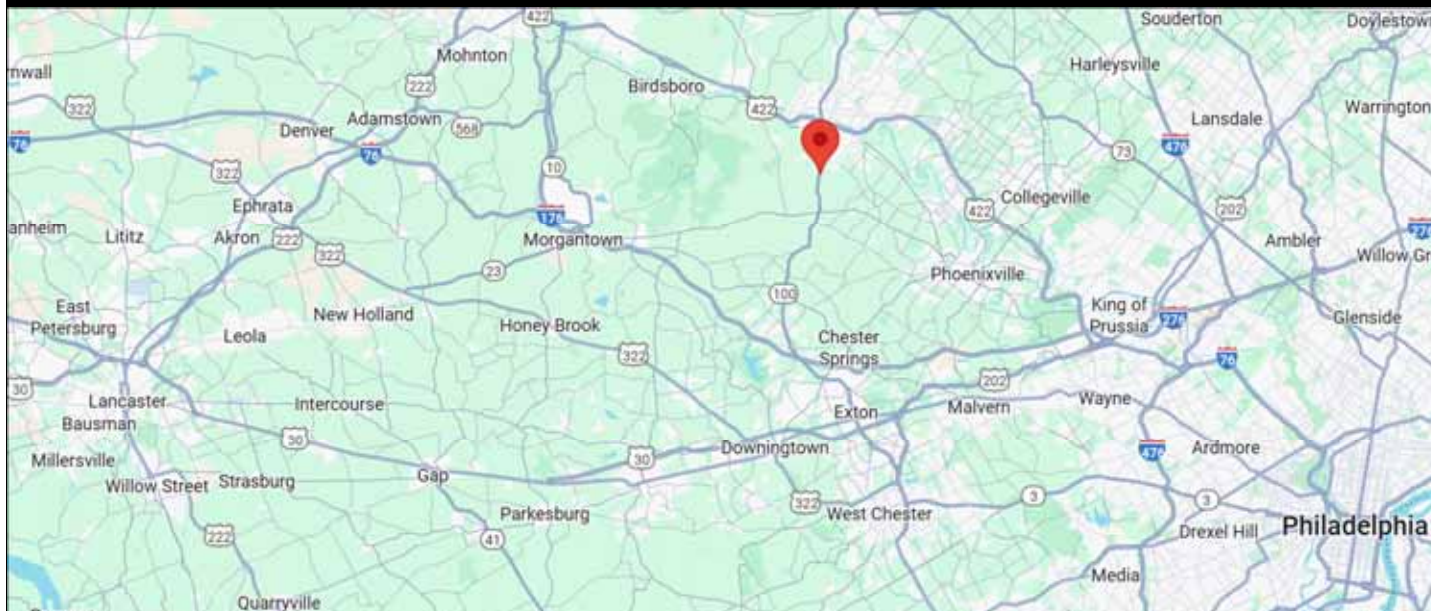 422
Souderton
Doylestow
Mohnton
Harleysville
rnwall
222
Birdsboro
322
422
Warrington
Adamstown
Lansdale
Denver
568
76
76
476
73
10
322
Collegeville
Ephrata
422
202
176
anheim
Lititz
Akron
222
Morgantown
Ambler
276
322
Willow Gr
23
Phoenixville
East
Petersburg
100
King of
Prussia
New Holland
Honey Brook
276
Glenside
Leola
Chester
Springs
322
76
30
202
Lancaster
Intercourse
Exton
Malvern
Wayne
Bausman
30
Downingtown
476
Ardmore
Millersville
30
Gap
Willow Street
Strasburg
322
3
3
Parkesburg
West Chester
Philadelphia
222
41
Drexel Hill
Media
Quarryville